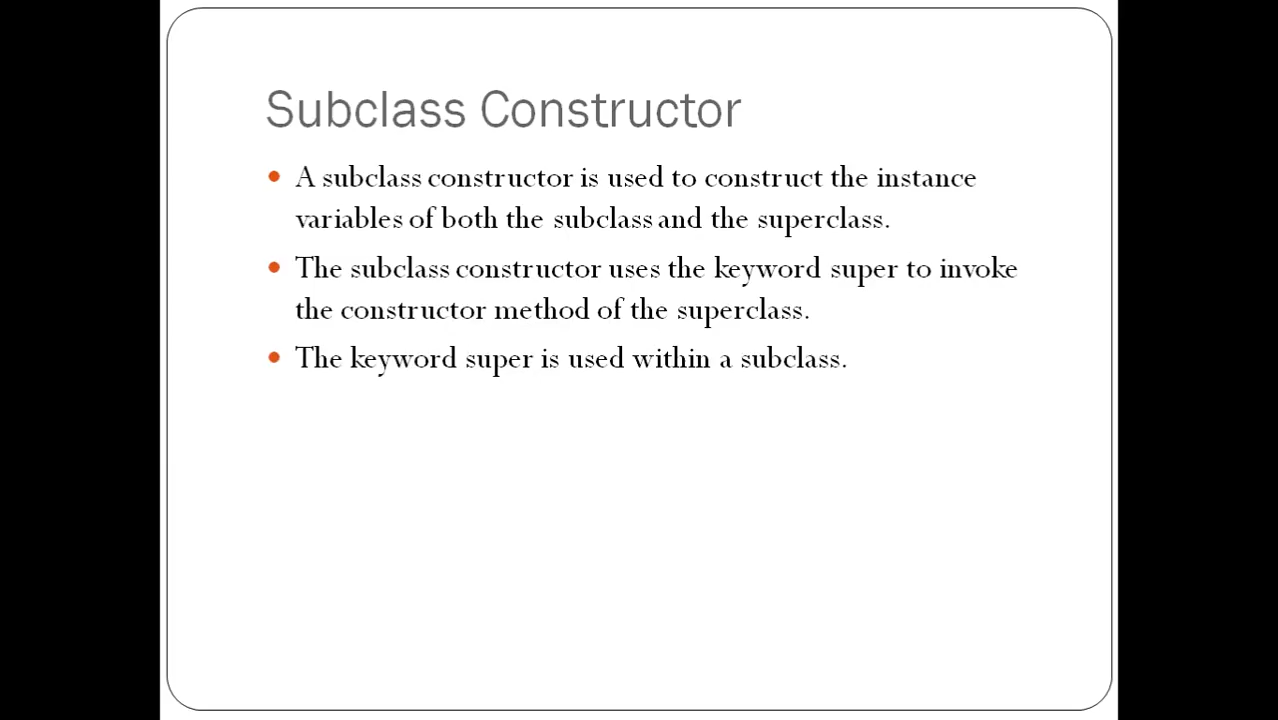 Subclass Constructor
A subclass constructor is used to construct the instance
variables of both the subclass and the superclass.
The subclass constructor uses the keyword super to invoke
the constructor method of the superclass.
The keyword super is used within a subclass.